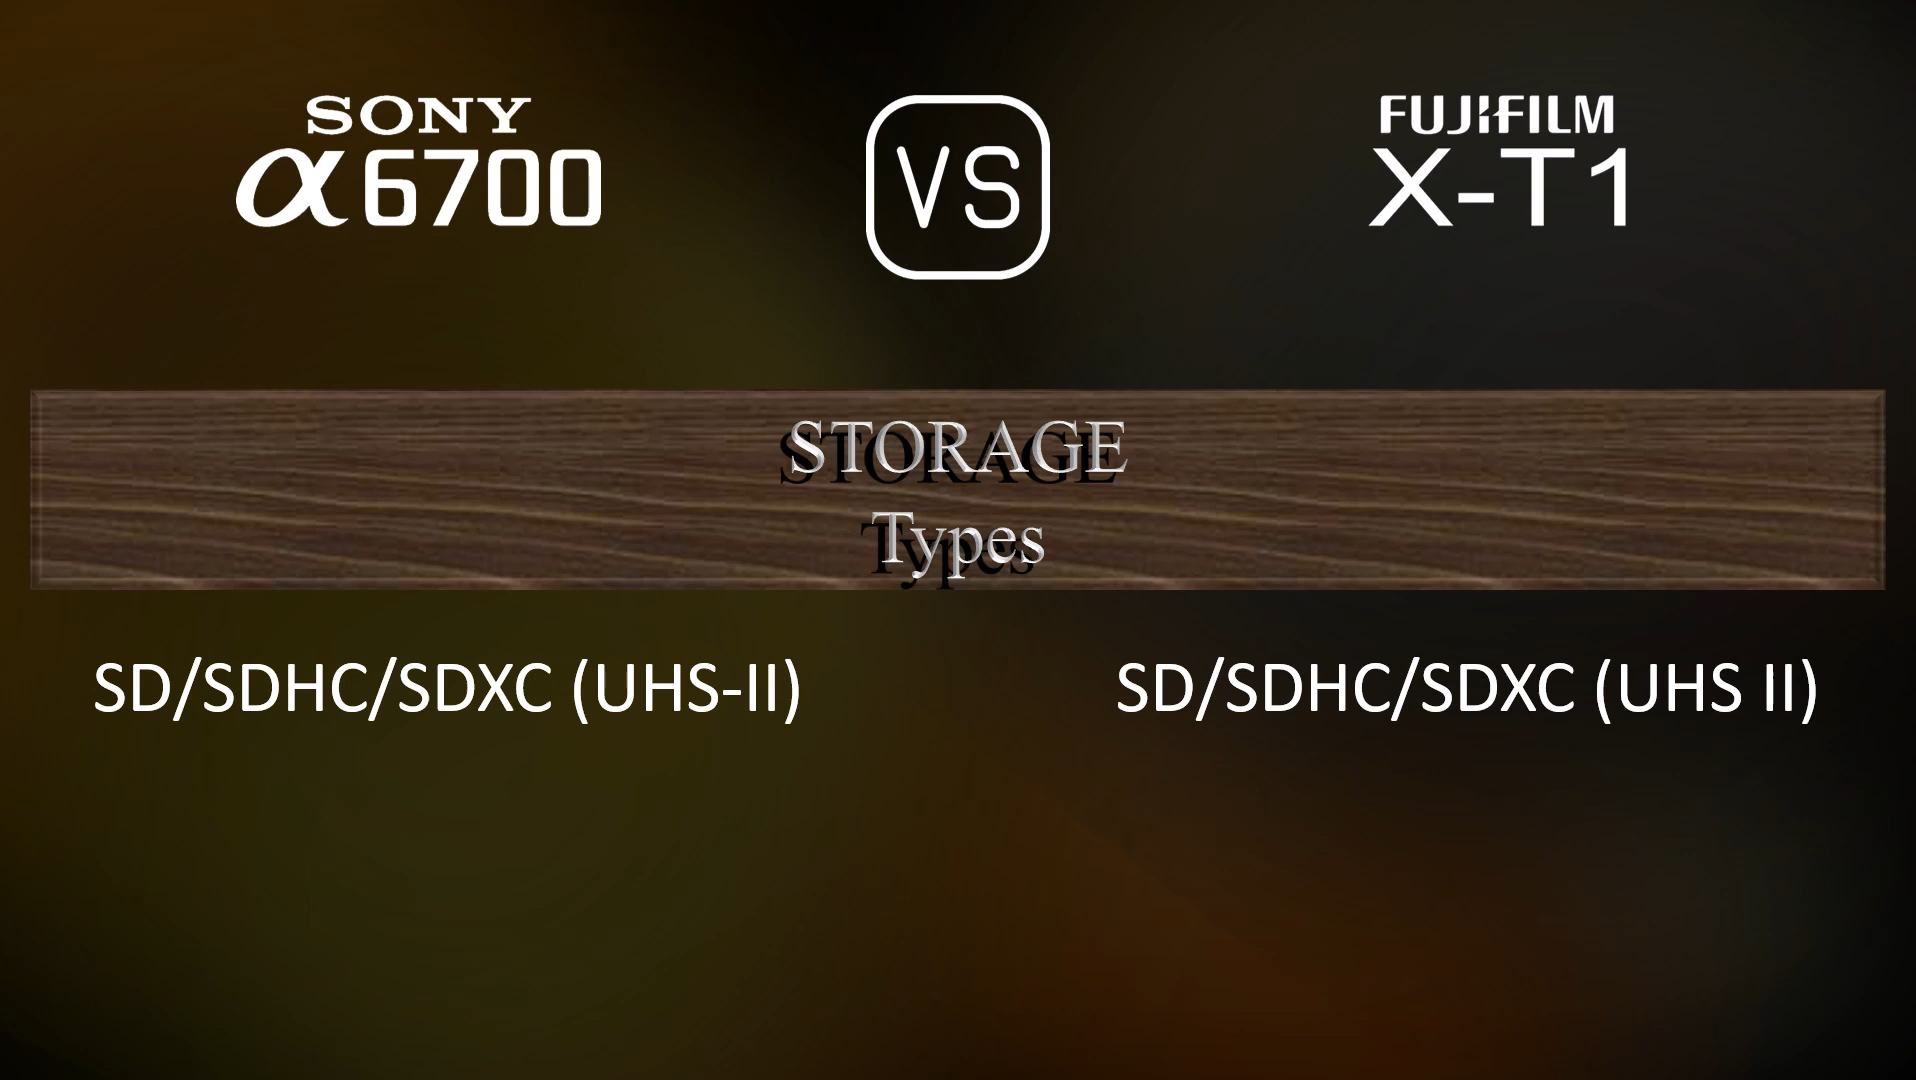 SONY
α6700
VS
FUJIFILM
X-T1
STORAGE
Types
SD/SDHC/SDXC (UHS-II)
SD/SDHC/SDXC (UHS II)